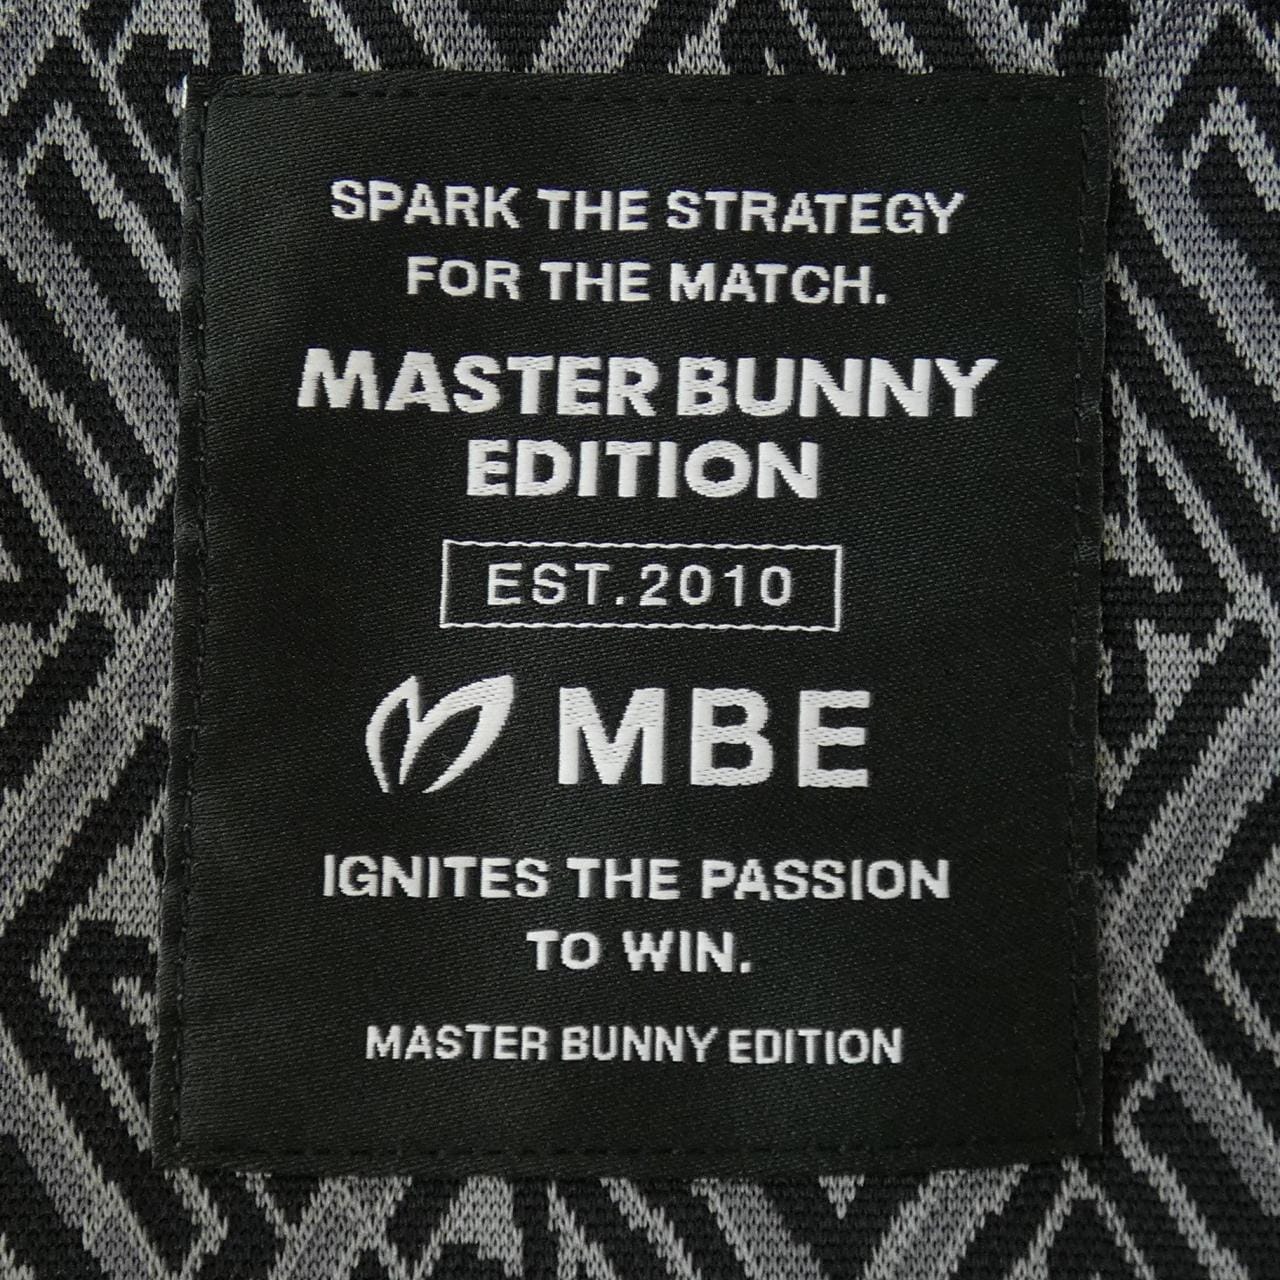 SPARK THE STRATEGY
FOR THE MATCH.
MASTER BUNNY
EDITION
EST.2010
MBE
IGNITES THE PASSION
TO WIN.
MASTER BUNNY EDITION